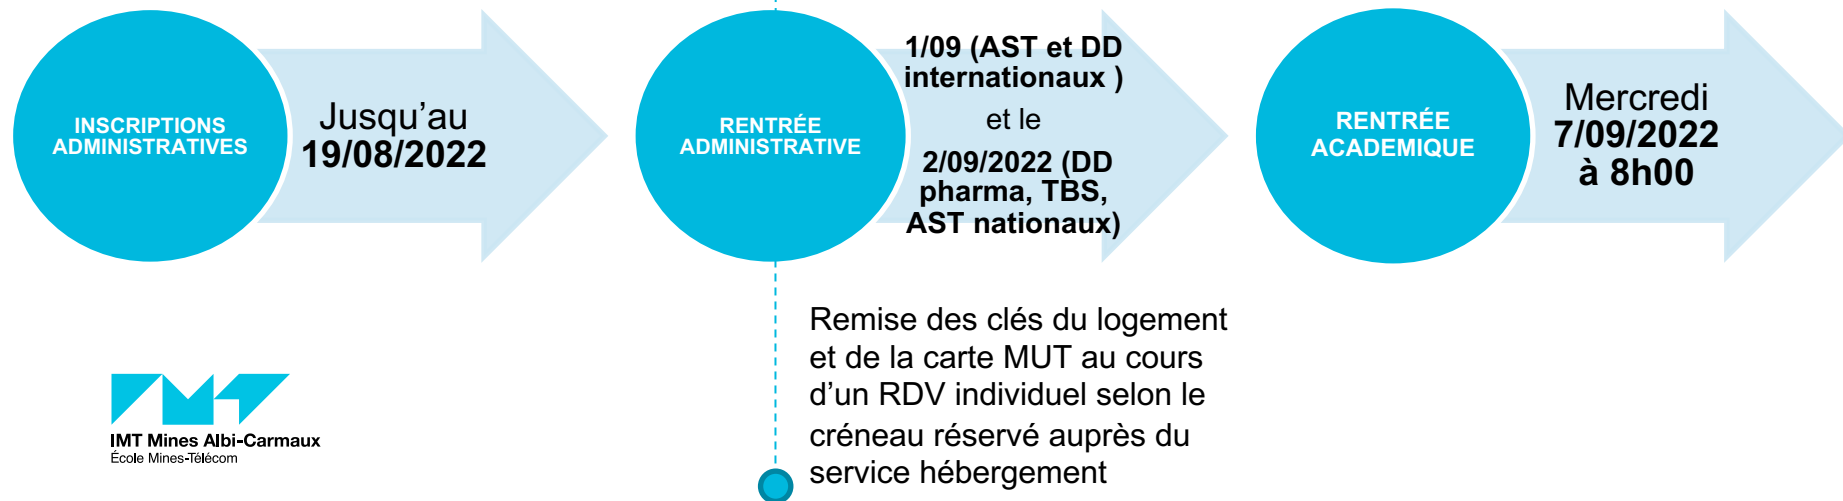 INSCRIPTIONS
ADMINISTRATIVES
Jusqu’au
19/08/2022
RENTRÉE
ADMINISTRATIVE
1/09 (AST et DD
internationaux )
et le
2/09/2022 (DD
pharma, TBS,
AST nationaux)
RENTRÉE
ACADEMIQUE
Mercredi
7/09/2022
à 8h00
Remise des clés du logement
et de la carte MUT au cours
d’un RDV individuel selon le
créneau réservé auprès du
service hébergement
IMT
IMT Mines Albi-Carmaux
École Mines-Télécom